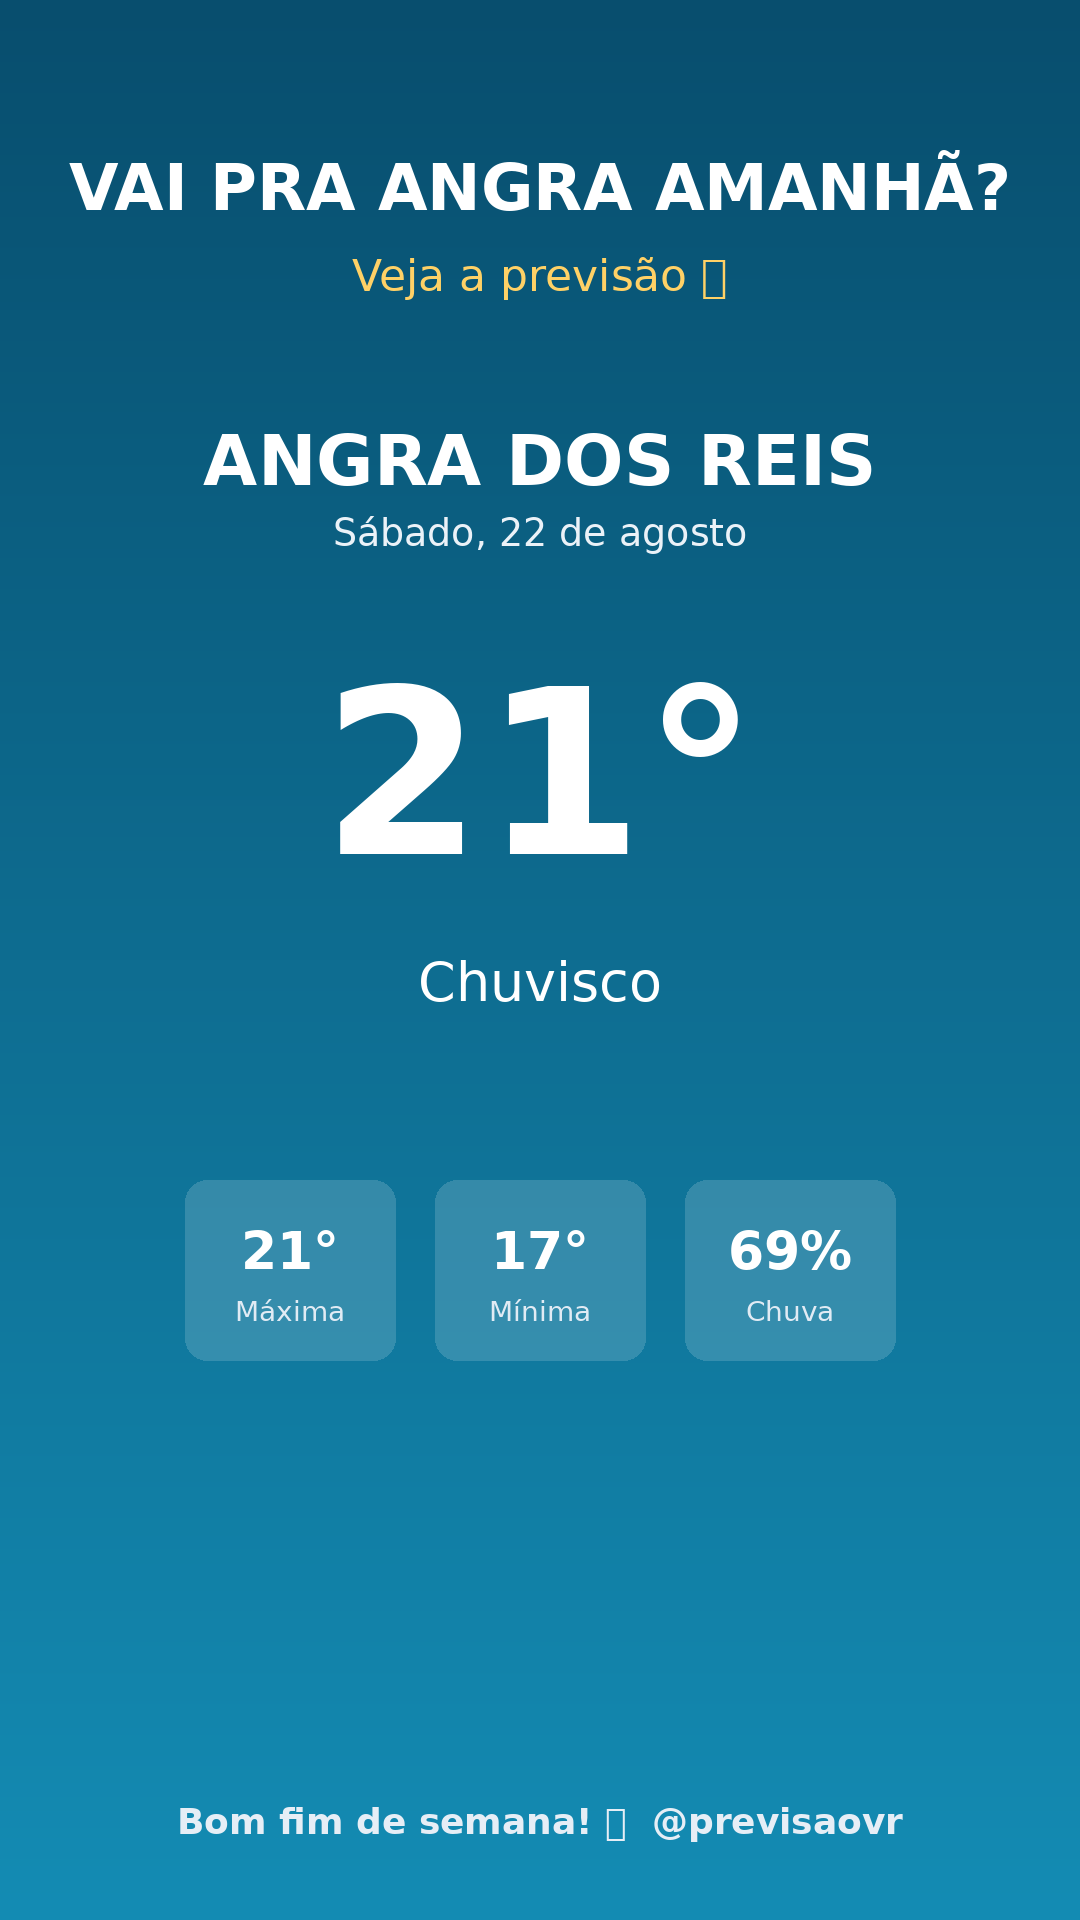 VAI PRA ANGRA AMANHÃ?
Veja a previsão
ANGRA DOS REIS
Sábado, 22 de agosto
21°
Chuvisco
21° 17° 69%
Máxima Mínima Chuva
Bom fim de semana! @previsaovr